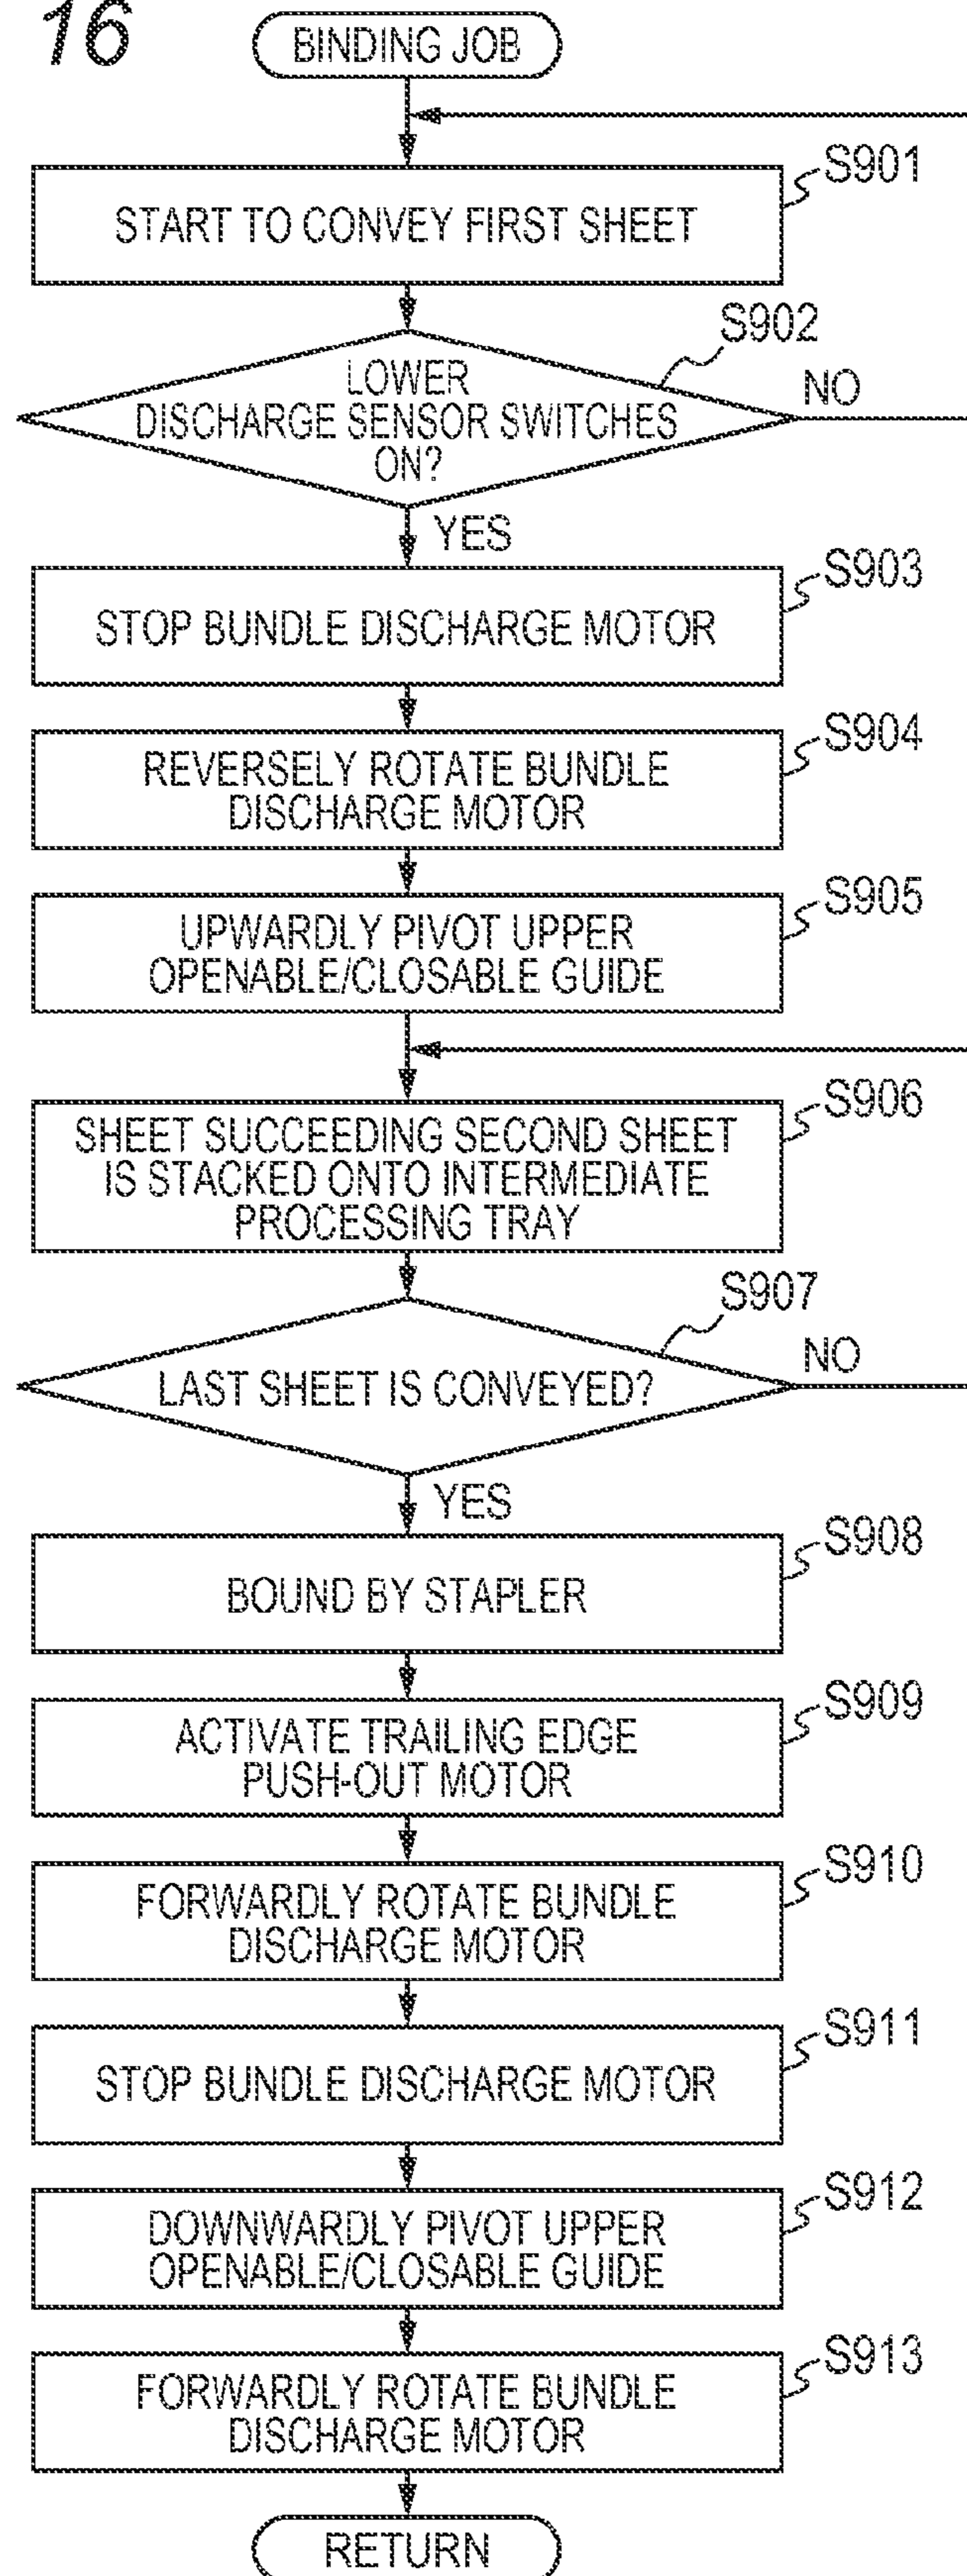 16
BINDING JOB
S901
START TO CONVEY FIRST SHEET
S902
LOWER
DISCHARGE SENSOR SWITCHES
ON?
NO
YES
S903
STOP BUNDLE DISCHARGE MOTOR
S904
REVERSELY ROTATE BUNDLE
DISCHARGE MOTOR
S905
UPWARDLY PIVOT UPPER
OPENABLE/CLOSABLE GUIDE
S906
SHEET SUCCEEDING SECOND SHEET
IS STACKED ONTO INTERMEDIATE
PROCESSING TRAY
S907
LAST SHEET IS CONVEYED?
NO
YES
S908
BOUND BY STAPLER
S909
ACTIVATE TRAILING EDGE
PUSH-OUT MOTOR
S910
FORWARDLY ROTATE BUNDLE
DISCHARGE MOTOR
S911
STOP BUNDLE DISCHARGE MOTOR
S912
DOWNWARDLY PIVOT UPPER
OPENABLE/CLOSABLE GUIDE
S913
FORWARDLY ROTATE BUNDLE
DISCHARGE MOTOR
RETURN